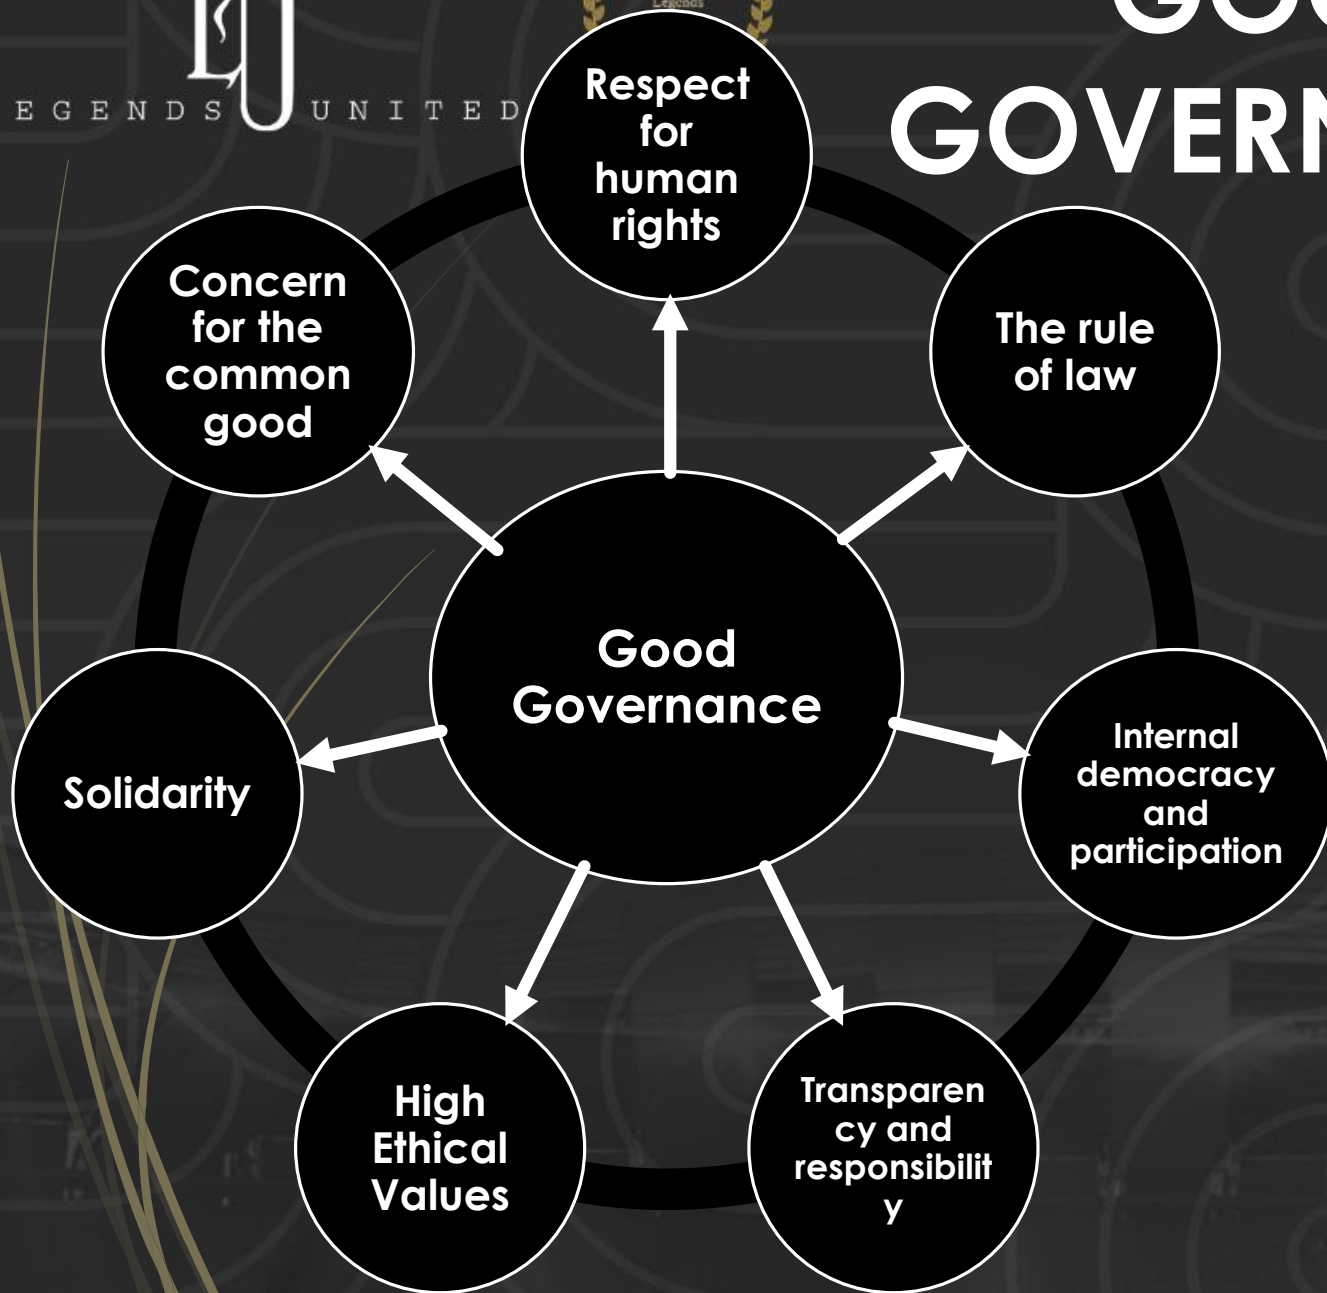 EGENDS UNITED
Legends
GOVERN
Respect
for
human
rights
Concern
for the
common
good
The rule
of law
Good
Governance
Internal
democracy
and
participation
Solidarity
High
Ethical
Values
Transparen
cy and
responsibilit
y